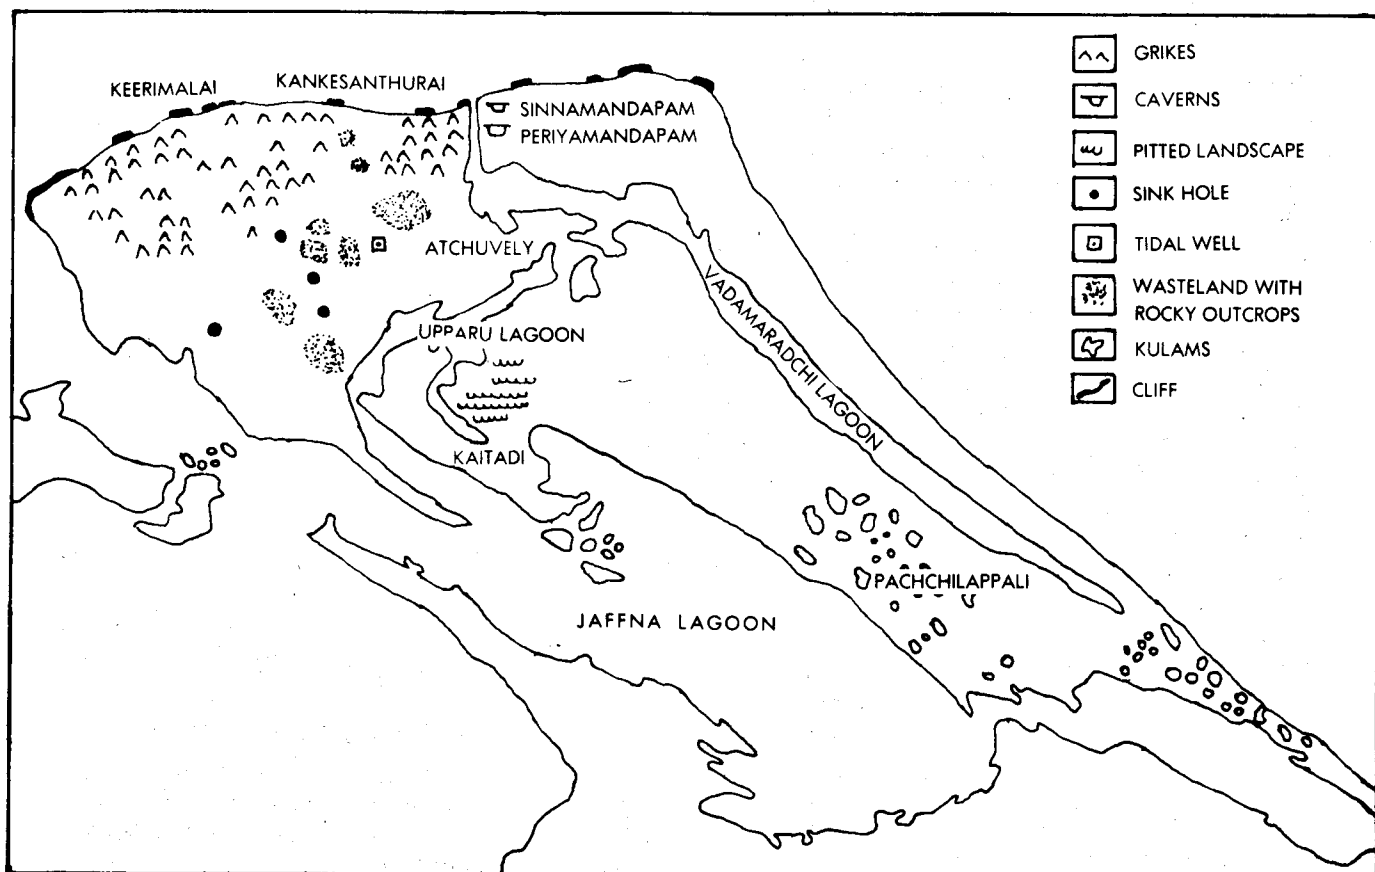 KEERIMALAI
KANKESANTHURAI
SINNAMANDAPAM
PERIYAMANDAPAM
ATCHUVELY
UPPARU LAGOON
VADAMARADCHI LAGOON
KAITADI
PACHCHILAPPALI
JAFFNA LAGOON
GRIKES
CAVERNS
PITTED LANDSCAPE
SINK HOLE
TIDAL WELL
WASTELAND WITH
ROCKY OUTCROPS
KULAMS
CLIFF